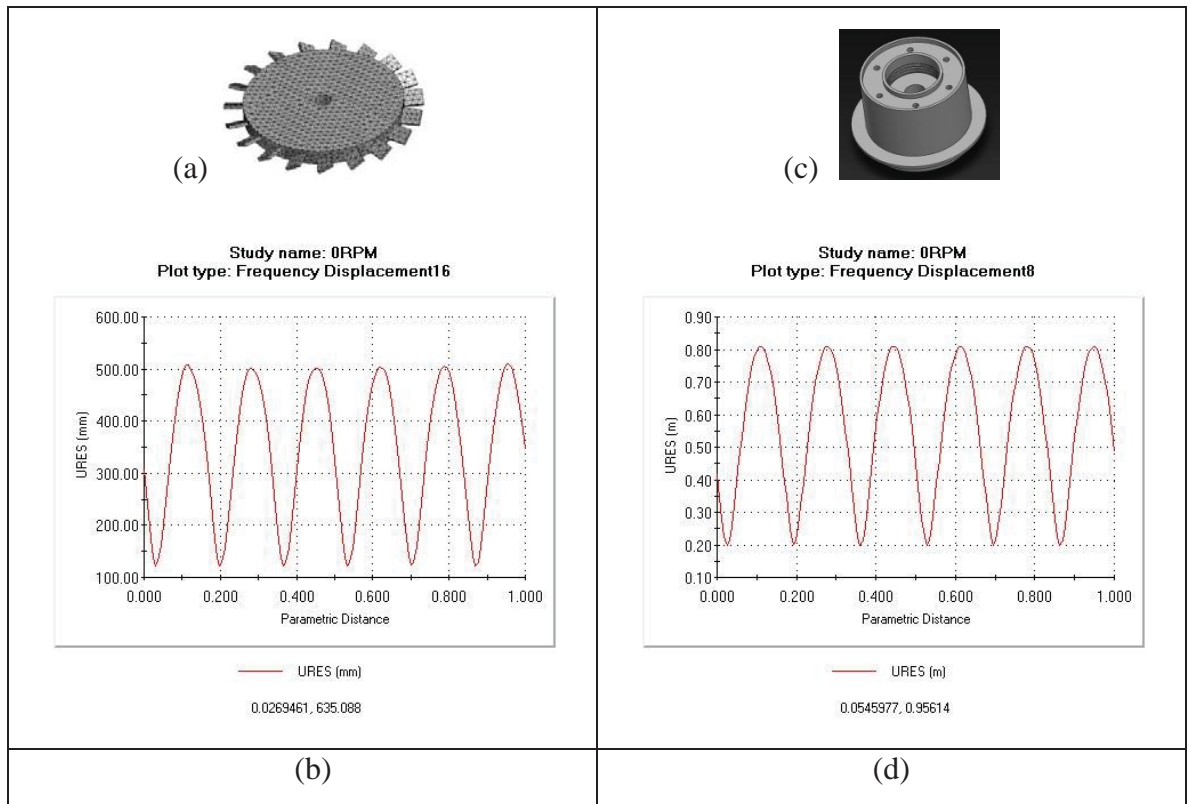 (a)
Study name: 0RPM
Plot type: Frequency Displacement16
600.00
500.00
400.00
300.00
200.00
100.00
URES (mm)
0.000 0.200 0.400 0.600 0.800 1.000
Parametric Distance
URES (mm)
0.0269461, 635.088
(b)
(c)
Study name: 0RPM
Plot type: Frequency Displacement8
0.90
0.80
0.70
0.60
0.50
0.40
0.30
0.20
0.10
URES (m)
0.000 0.200 0.400 0.600 0.800 1.000
Parametric Distance
URES (m)
0.0545977, 0.95614
(d)